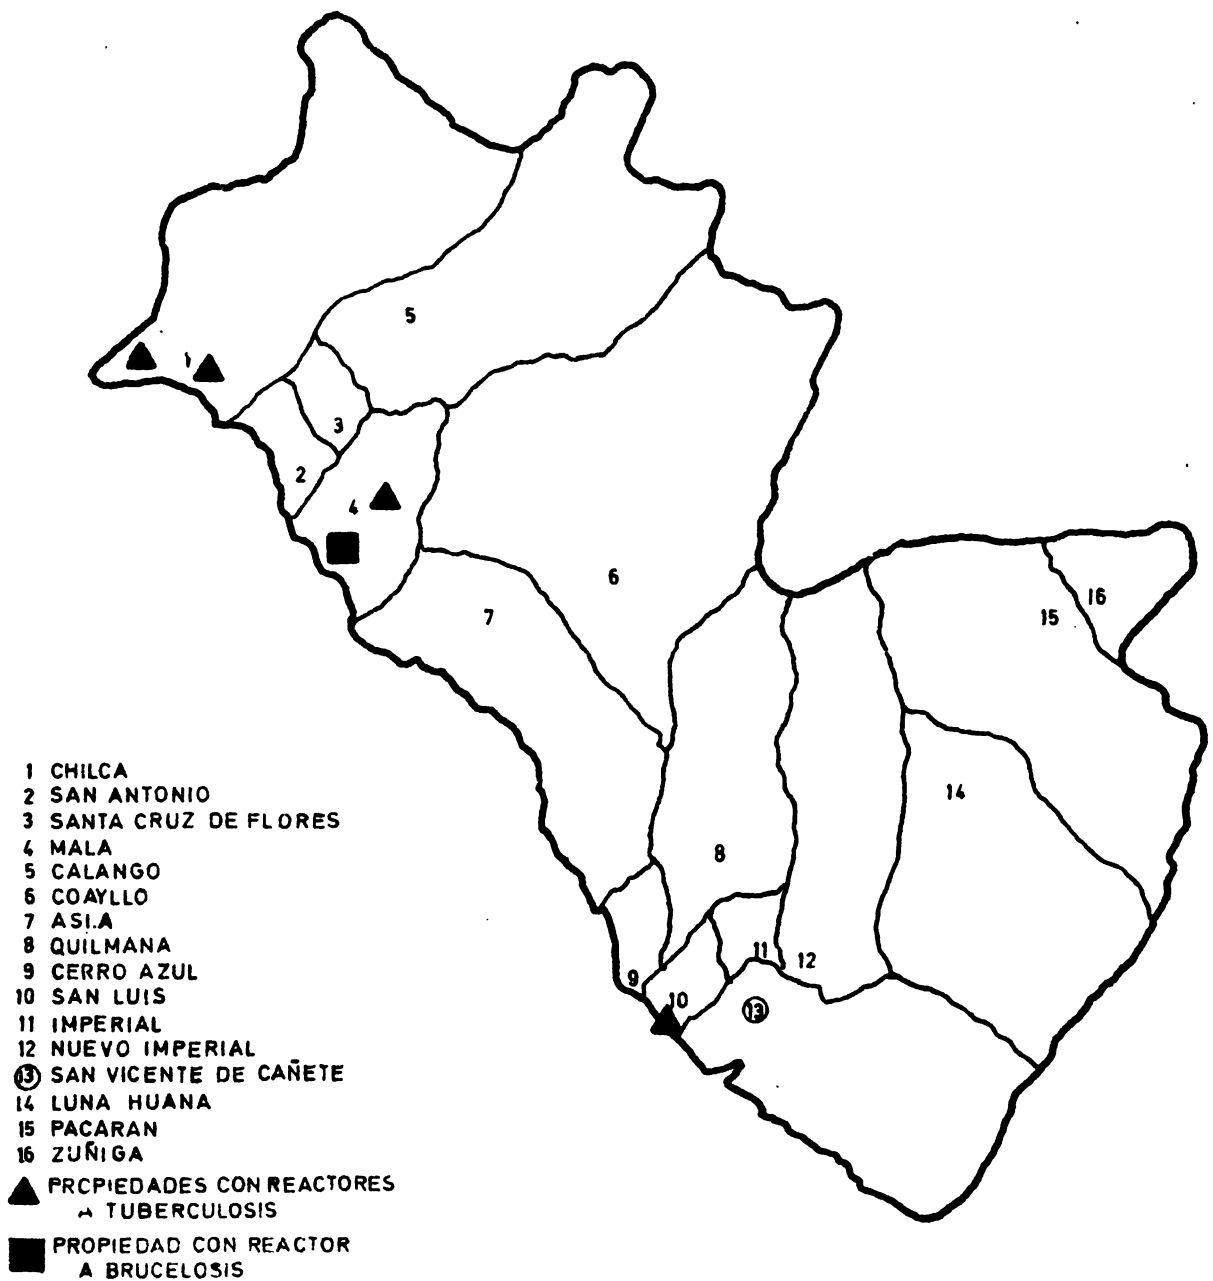 5
1
3
2
4
6
7
16
15
14
8
11
12
9
10
13
1 CHILCA
2 SAN ANTONIO
3 SANTA CRUZ DE FLORES
4 MALA
5 CALANGO
6 COAYLLO
7 ASI.A
8 QUILMANA
9 CERRO AZUL
10 SAN LUIS
11 IMPERIAL
12 NUEVO IMPERIAL
13 SAN VICENTE DE CAÑETE
14 LUNA HUANA
15 PACARAN
16 ZUÑIGA
PRCPIEDADES CON REACTORES
A TUBERCULOSIS
PROPIEDAD CON REACTOR
A BRUCELOSIS